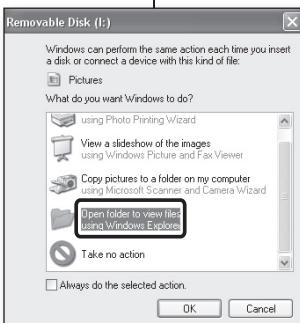 Removable Disk (I:)
Windows can perform the same action each time you insert
a disk or connect a device with this kind of file:
Pictures
What do you want Windows to do?
using Photo Printing Wizard
View a slideshow of the images
using Windows Picture and Fax Viewer
Copy pictures to a folder on my computer
using Microsoft Scanner and Camera Wizard
Open folder to view files
using Windows Explorer
Take no action
Always do the selected action.
OK
Cancel